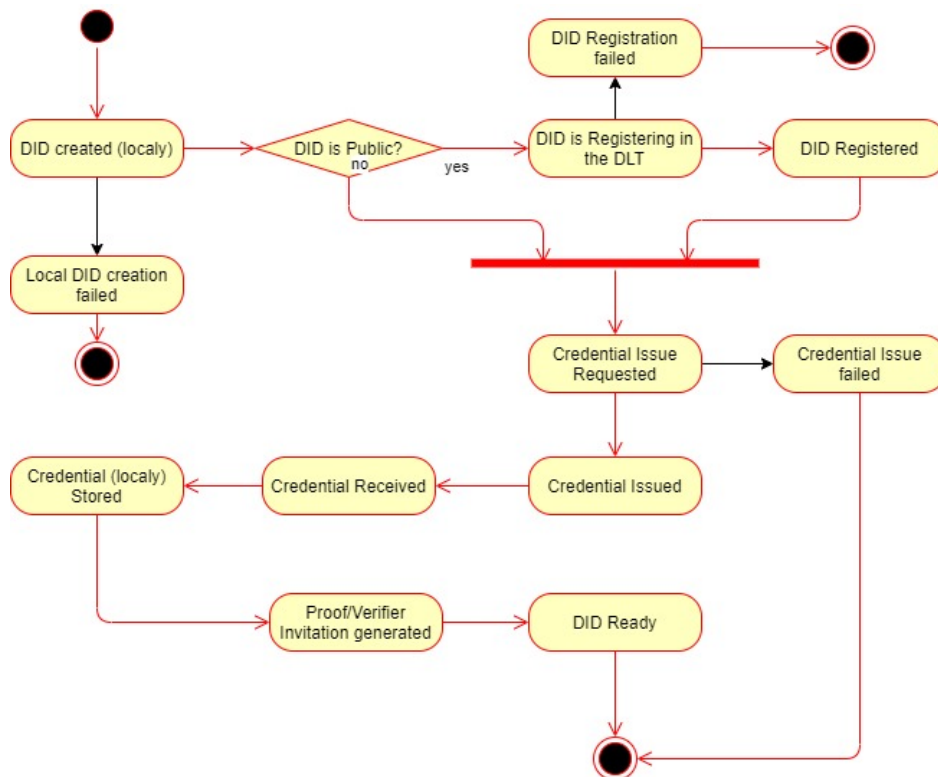 DID Registration
failed
DID created (localy)
DID is Public?
no
yes
DID is Registering in
the DLT
DID Registered
Local DID creation
failed
Credential Issue
Requested
Credential Issue
failed
Credential (localy)
Stored
Credential Received
Credential Issued
Proof/Verifier
Invitation generated
DID Ready